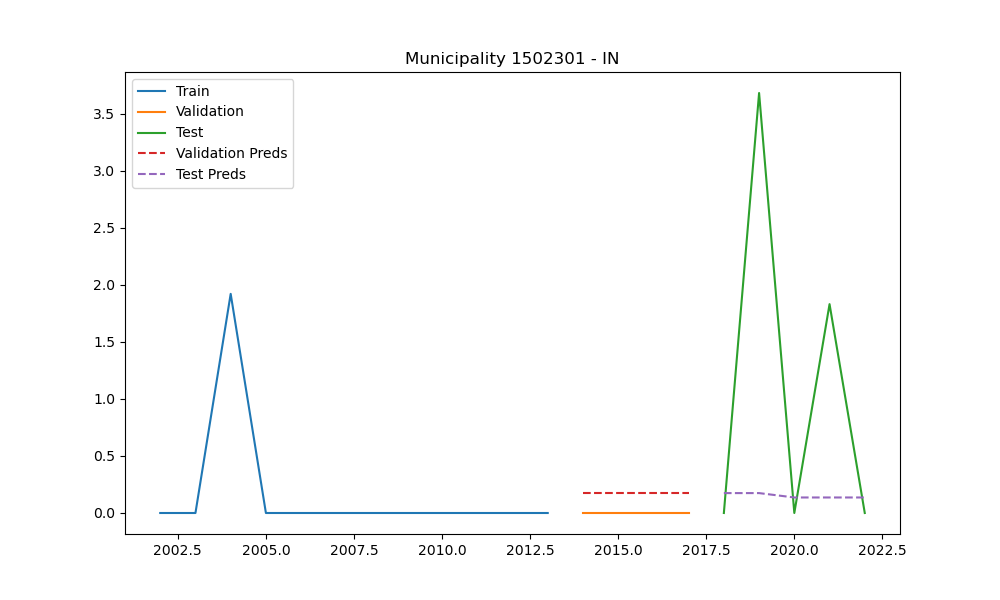 Municipality 1502301 - IN
Train
Validation
Test
Validation Preds
Test Preds
3.5
3.0
2.5
2.0
1.5
1.0
0.5
0.0
2002.5 2005.0 2007.5 2010.0 2012.5 2015.0 2017.5 2020.0 2022.5